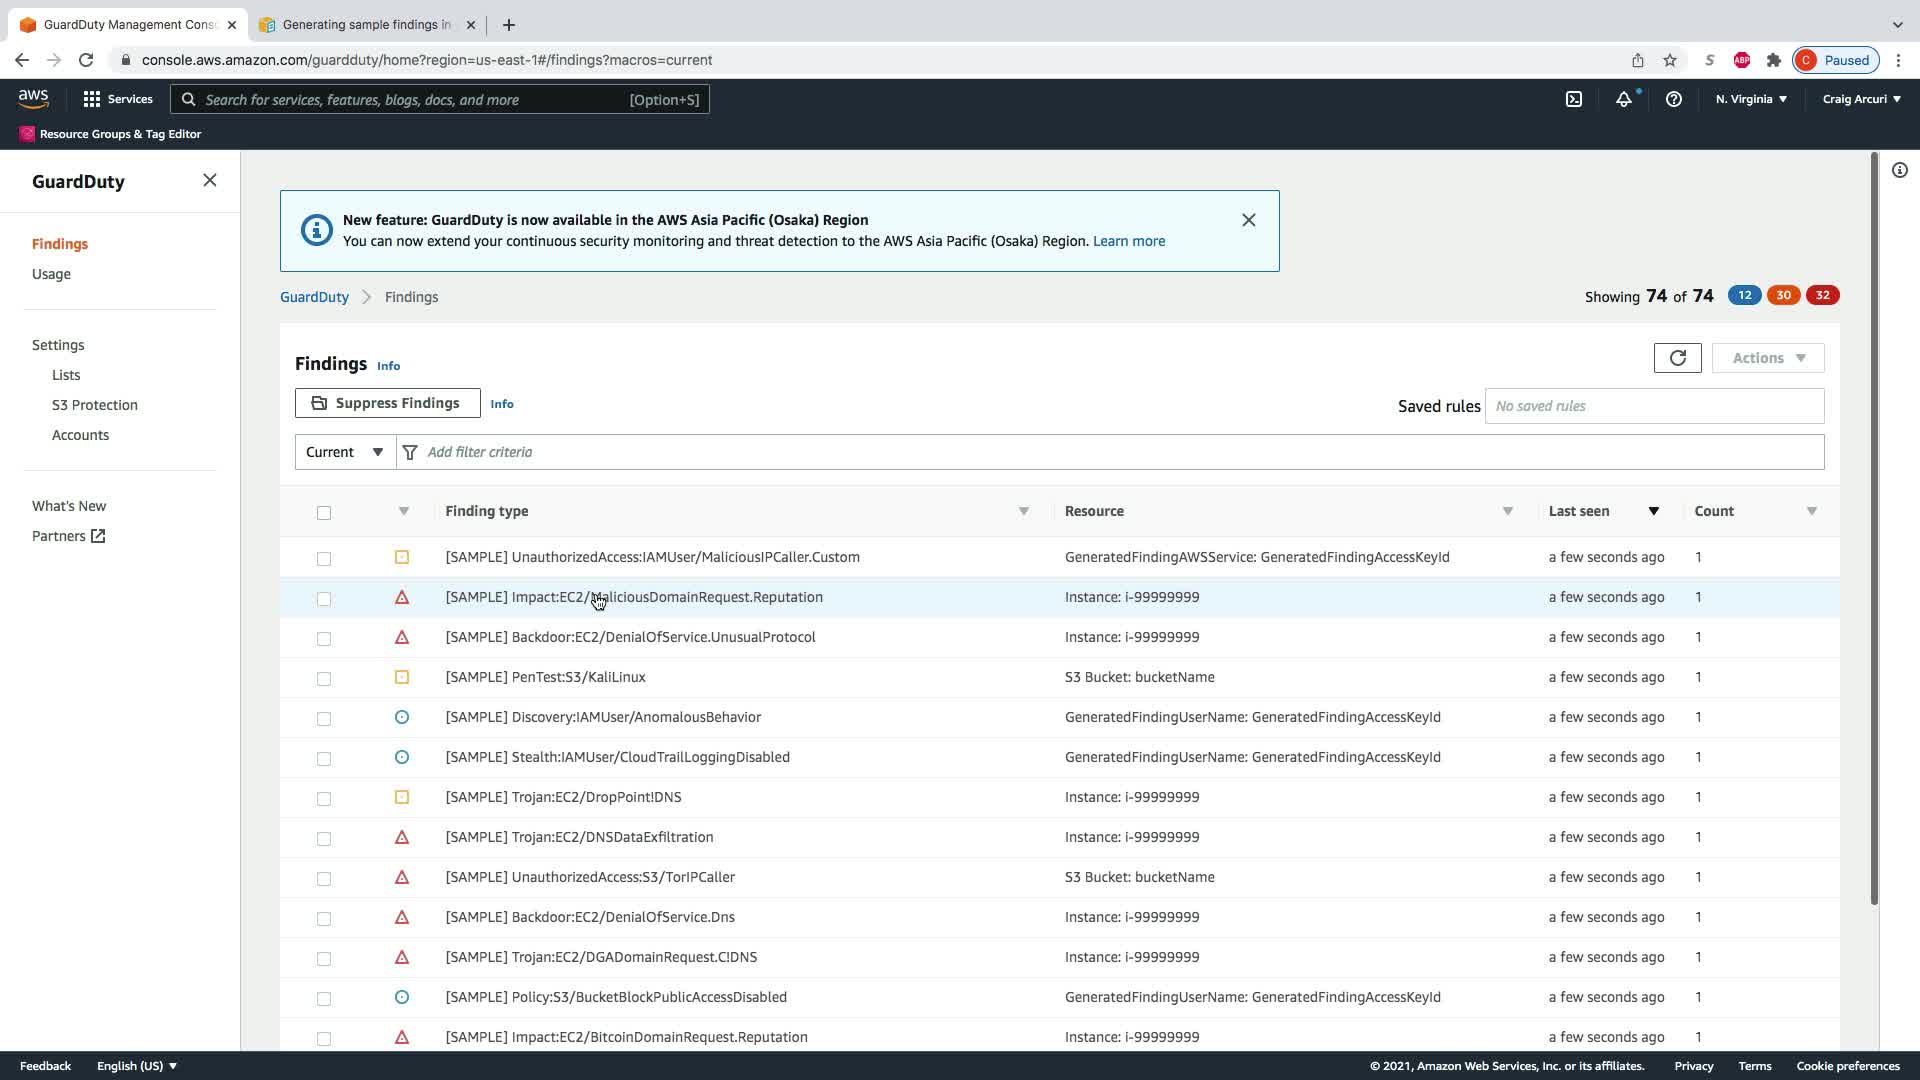 GuardDuty Management Conso
Generating sample findings in
console.aws.amazon.com/guardduty/home?region=us-east-1#/findings?macros=current
S
ABP
C Paused
aws Services Search for services, features, blogs, docs, and more [Option+S] N. Virginia Craig Arcuri
Resource Groups & Tag Editor
GuardDuty
Findings
Usage
Settings
Lists
S3 Protection
Accounts
What's New
Partners
New feature: GuardDuty is now available in the AWS Asia Pacific (Osaka) Region
You can now extend your continuous security monitoring and threat detection to the AWS Asia Pacific (Osaka) Region. Learn more
GuardDuty Findings Showing 74 of 74 12 30 32
Findings Info Actions
Suppress Findings Info Saved rules No saved rules
Current Add filter criteria
Finding type Resource Last seen Count
[SAMPLE] UnauthorizedAccess:IAMUser/MaliciousIPCaller.Custom GeneratedFindingAWSService: GeneratedFindingAccessKeyId a few seconds ago 1
[SAMPLE] Impact:EC2/MaliciousDomainRequest.Reputation Instance: i-99999999 a few seconds ago 1
[SAMPLE] Backdoor:EC2/DenialOfService.UnusualProtocol Instance: i-99999999 a few seconds ago 1
[SAMPLE] PenTest:S3/KaliLinux S3 Bucket: bucketName a few seconds ago 1
[SAMPLE] Discovery:IAMUser/AnomalousBehavior GeneratedFindingUserName: GeneratedFindingAccessKeyId a few seconds ago 1
[SAMPLE] Stealth:IAMUser/CloudTrailLoggingDisabled GeneratedFindingUserName: GeneratedFindingAccessKeyId a few seconds ago 1
[SAMPLE] Trojan:EC2/DropPoint!DNS Instance: i-99999999 a few seconds ago 1
[SAMPLE] Trojan:EC2/DNSDataExfiltration Instance: i-99999999 a few seconds ago 1
[SAMPLE] UnauthorizedAccess:S3/TorIPCaller S3 Bucket: bucketName a few seconds ago 1
[SAMPLE] Backdoor:EC2/DenialOfService.Dns Instance: i-99999999 a few seconds ago 1
[SAMPLE] Trojan:EC2/DGADomainRequest.C!DNS Instance: i-99999999 a few seconds ago 1
[SAMPLE] Policy:S3/BucketBlockPublicAccessDisabled GeneratedFindingUserName: GeneratedFindingAccessKeyId a few seconds ago 1
[SAMPLE] Impact:EC2/BitcoinDomainRequest.Reputation Instance: i-99999999 a few seconds ago 1
Feedback English (US) © 2021, Amazon Web Services, Inc. or its affiliates. Privacy Terms Cookie preferences